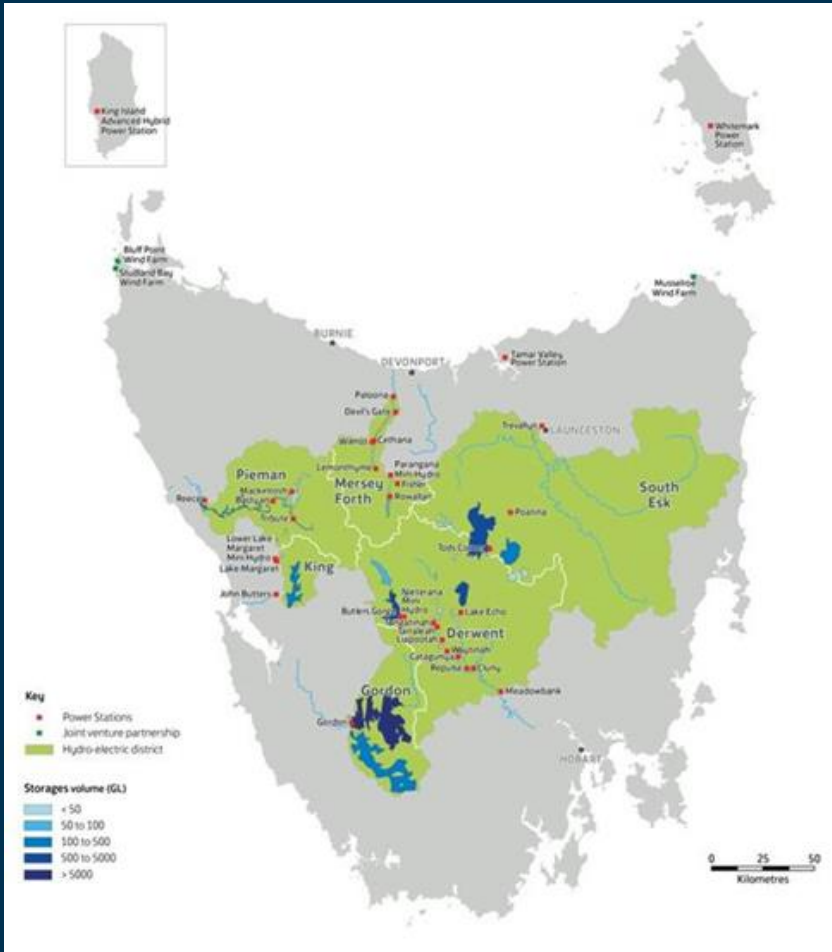 King Island
Advanced Hybrid
Power Station
Whitemark
Power
Station
Bluff Point
Wind Farm
Studland Bay
Wind Farm
Musselroe
Wind Farm
BURNIE
DEVONPORT
Tamar Valley
Power Station
Paloona
Devil's Gate
Trevallyn
LAUNCESTON
Wilmot
Cethana
Lemonthyme
Parangana
Mini Hydro
Fisher
Rowallan
Mersey
Forth
Pieman
Mackintosh
Bastyan
Reece
Tribute
South
Esk
Poatina
Tods Corner
Lower Lake
Margaret
Mini Hydro
Lake Margaret
King
John Butters
Nieterana
Mini
Hydro
Butlers Gorge
Lake Echo
Tungatinah
Tarraleah
Liapootah
Derwent
Wayatinah
Catagunya
Repulse
Cluny
Meadowbank
Gordon
Gordon
HOBART
Key
Power Stations
Joint venture partnership
Hydro-electric district
Storages volume (GL)
< 50
50 to 100
100 to 500
500 to 5000
> 5000
0 25 50
Kilometres